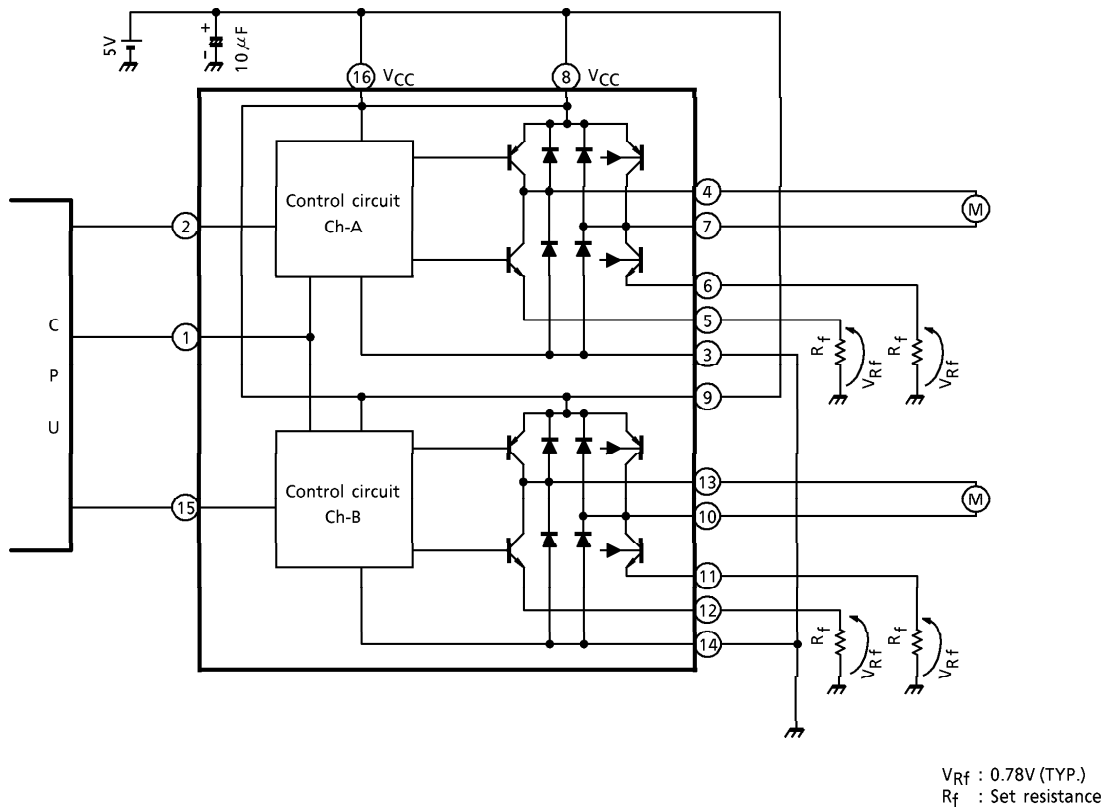 5V
10μF
+
-
16 VCC
8 VCC
Control circuit
Ch-A
4
M
7
2
6
5
C
P
U
1
3
Rf
VRf
Rf
VRf
9
13
M
10
Control circuit
Ch-B
15
11
12
14
Rf
VRf
Rf
VRf
VRf : 0.78V (TYP.)
Rf : Set resistance